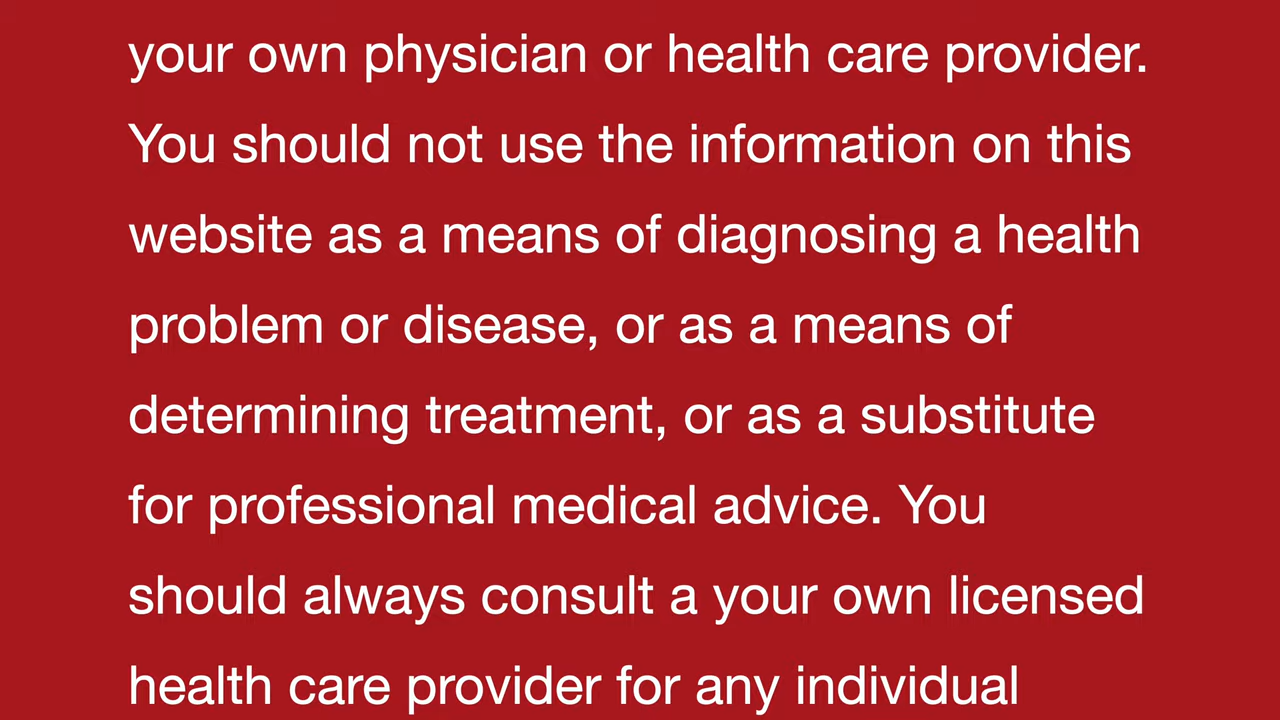 your own physician or health care provider.
You should not use the information on this
website as a means of diagnosing a health
problem or disease, or as a means of
determining treatment, or as a substitute
for professional medical advice. You
should always consult a your own licensed
health care provider for any individual